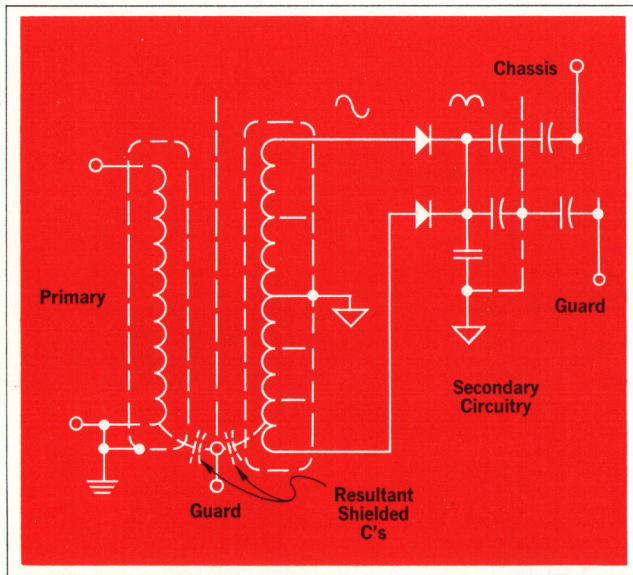 Chassis
Primary
Guard
Secondary
Circuitry
Guard
Resultant
Shielded
C's